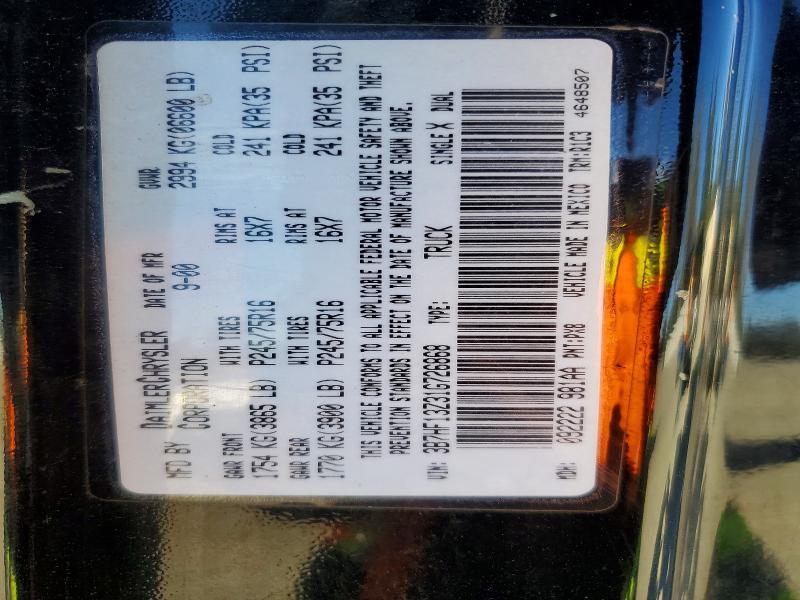 MFD BY DAIMLERCHRYSLER CORPORATION
DATE OF MFR 9-00
GVWR 2994 KG(06600 LB)
GAWR FRONT WITH TIRES RIMS AT COLD
1754 KG(3865 LB) P245/75R16 16X7 241 KPA(35 PSI)
GAWR REAR WITH TIRES RIMS AT COLD
1770 KG(3900 LB) P245/75R16 16X7 241 KPA(35 PSI)
THIS VEHICLE CONFORMS TO ALL APPLICABLE FEDERAL MOTOR VEHICLE SAFETY AND THEFT
PREVENTION STANDARDS IN EFFECT ON THE DATE OF MANUFACTURE SHOWN ABOVE.
VIN: 3B7HF13Z31G726868 TYPE: TRUCK SINGLE X DUAL
MDH: 092222 981AA PNT:PX8 VEHICLE MADE IN MEXICO TRM:R1C3 4648507